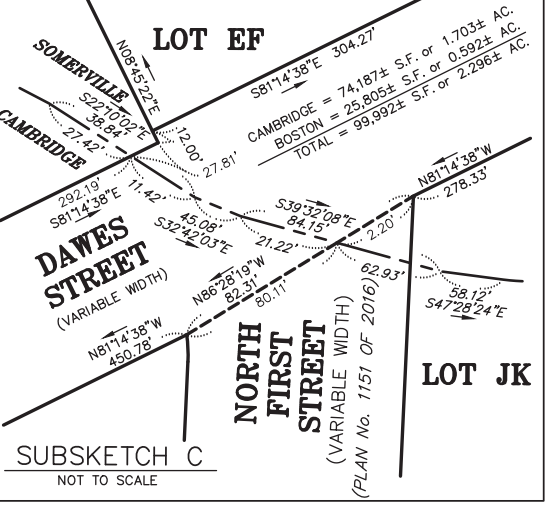 LOT EF
N08°45'22"E
S81°14'38"E 304.27'
CAMBRIDGE = 74,187± S.F. or 1.703± AC.
BOSTON = 25,805± S.F. or 0.592± AC.
TOTAL = 99,992± S.F. or 2.296± AC.
SOMERVILLE
S22°10'02"E
38.84'
27.42'
CAMBRIDGE
12.00'
27.81'
N81°14'38"W
278.33'
292.19'
S81°14'38"E
11.42'
45.08'
S32°42'03"E
S39°32'08"E
84.15'
21.22'
2.20'
62.93'
58.12'
S47°28'24"E
DAWES
STREET
(VARIABLE WIDTH)
N86°28'19"W
82.31'
80.11'
N81°14'38"W
450.78'
NORTH
FIRST
STREET
(VARIABLE WIDTH)
(PLAN No. 1151 OF 2016)
LOT JK
SUBSKETCH C
NOT TO SCALE